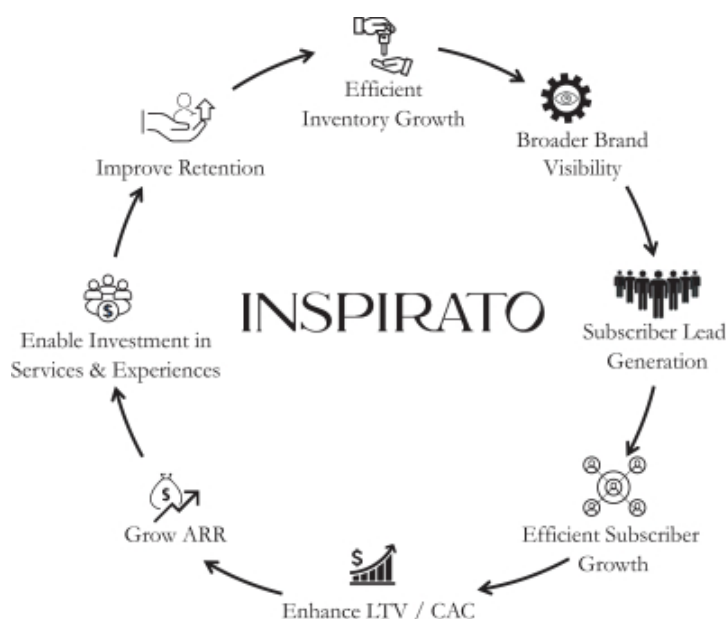 Efficient
Inventory Growth
Broader Brand
Visibility
Subscriber Lead
Generation
Efficient Subscriber
Growth
Enhance LTV / CAC
Grow ARR
Enable Investment in
Services & Experiences
Improve Retention
INSPIRATO
$
$
$